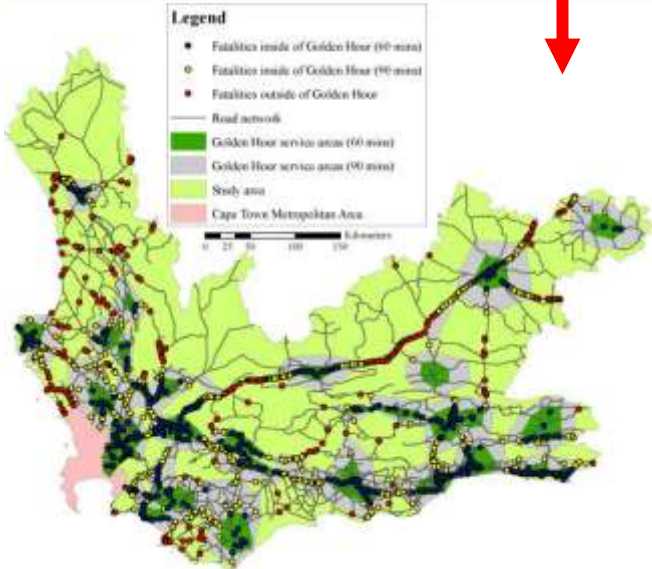 Legend
Fatalities inside of Golden Hour (60 mins)
Fatalities inside of Golden Hour (90 mins)
Fatalities outside of Golden Hour
Road network
Golden Hour service areas (60 mins)
Golden Hour service areas (90 mins)
Study area
Cape Town Metropolitan Area
Kilometers
0 25 50 100 150